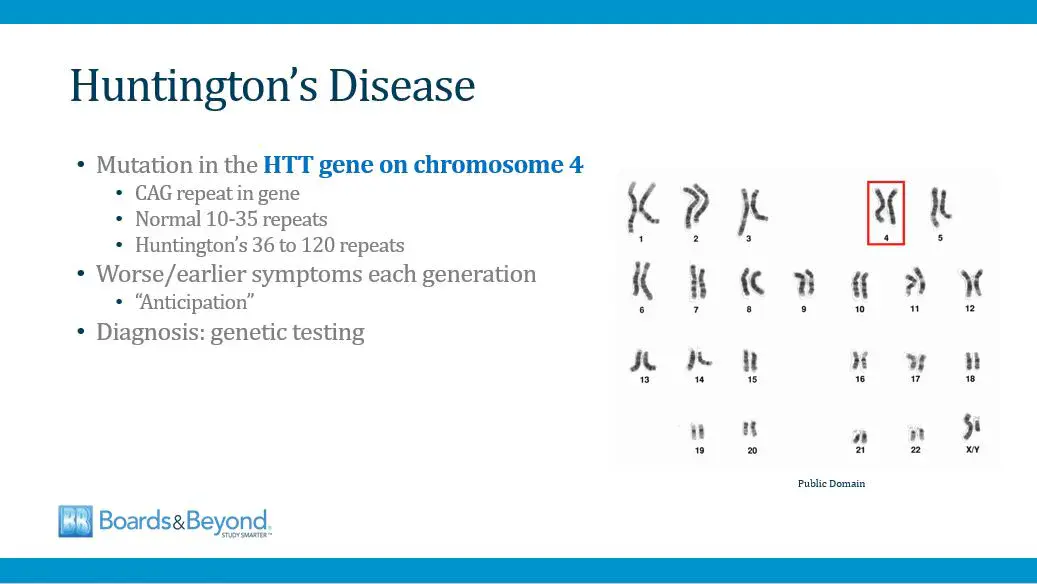 Huntington’s Disease
• Mutation in the HTT gene on chromosome 4
• CAG repeat in gene
• Normal 10-35 repeats
• Huntington’s 36 to 120 repeats
• Worse/earlier symptoms each generation
• “Anticipation”
• Diagnosis: genetic testing
1 2 3 4 5
6 7 8 9 10 11 12
13 14 15 16 17 18
19 20 21 22 X/Y
Public Domain
BB Boards&Beyond®
STUDY SMARTER™